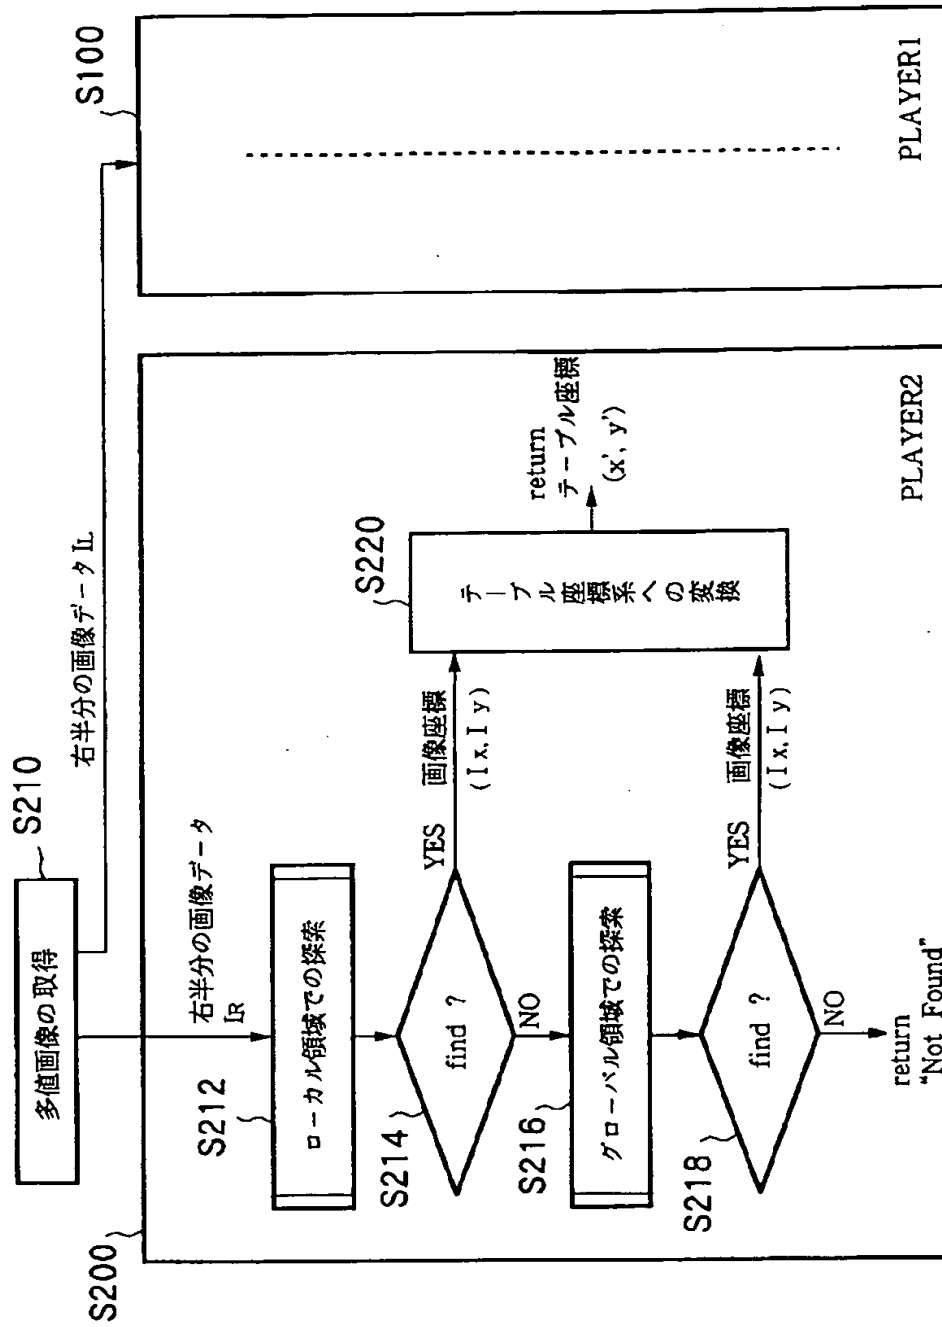 S210
多値画像の取得
右半分の画像データ IL
S100
S200
右半分の画像データ
IR
S212
ローカル領域での探索
S214
find ?
YES
画像座標
(I x, I y)
NO
S216
グローバル領域での探索
S218
find ?
YES
画像座標
(I x, I y)
NO
return
“Not Found”
S220
テーブル座標系への変換
return
テーブル座標
(x', y')
PLAYER2
PLAYER1